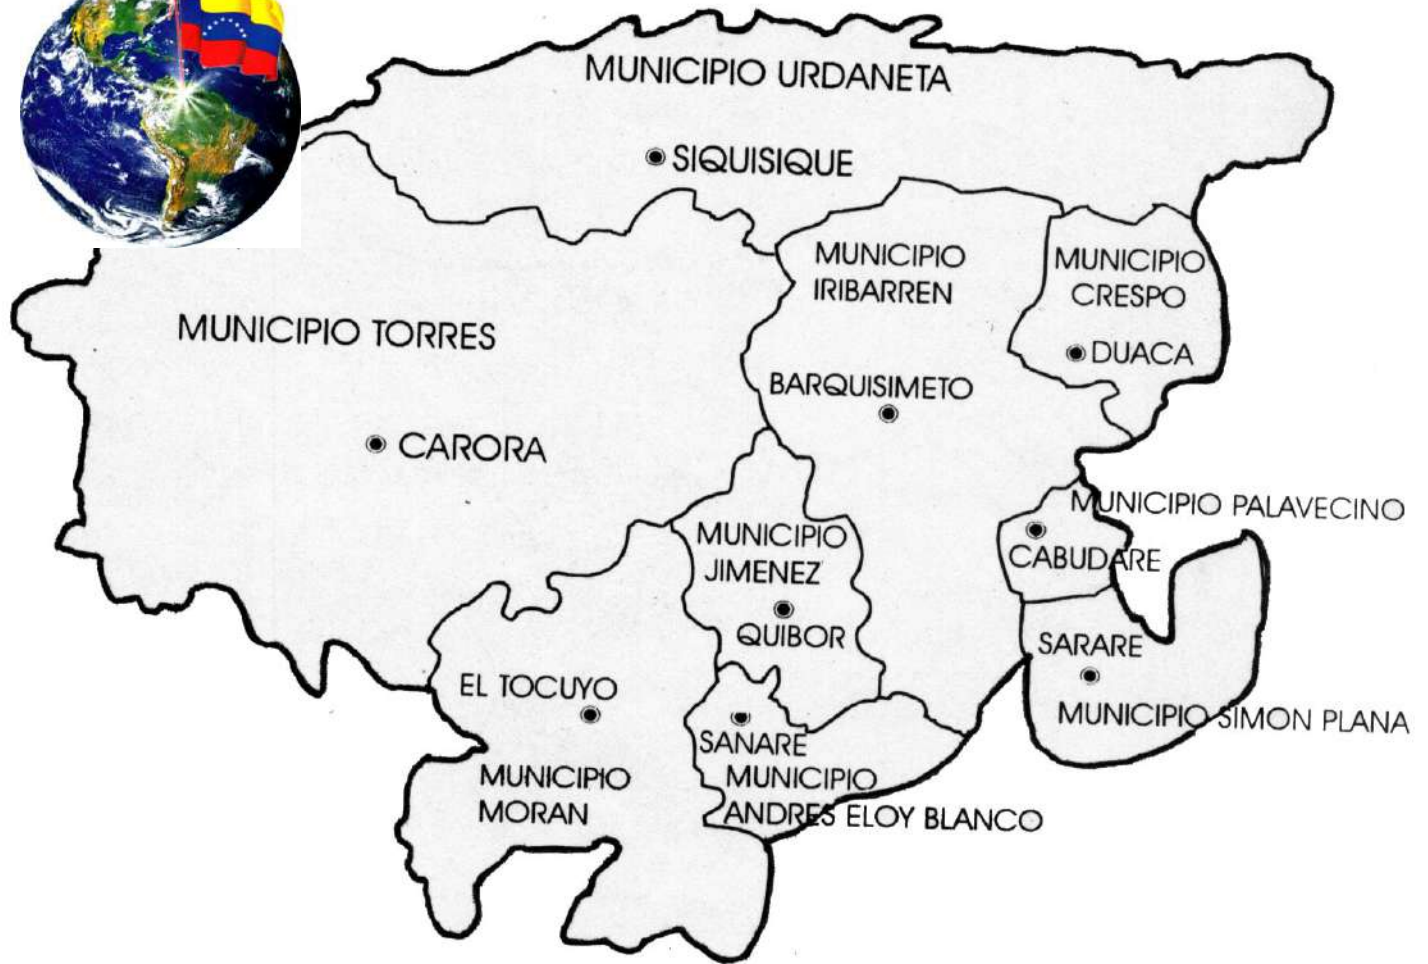 MUNICIPIO URDANETA
SIQUISIQUE
MUNICIPIO
IRIBARREN
MUNICIPIO
CRESPO
DUACA
MUNICIPIO TORRES
BARQUISIMETO
CARORA
MUNICIPIO PALAVECINO
CABUDARE
MUNICIPIO
JIMENEZ
QUIBOR
SARARE
MUNICIPIO SIMON PLANA
EL TOCUYO
SANARE
MUNICIPIO
MORAN
MUNICIPIO
ANDRES ELOY BLANCO